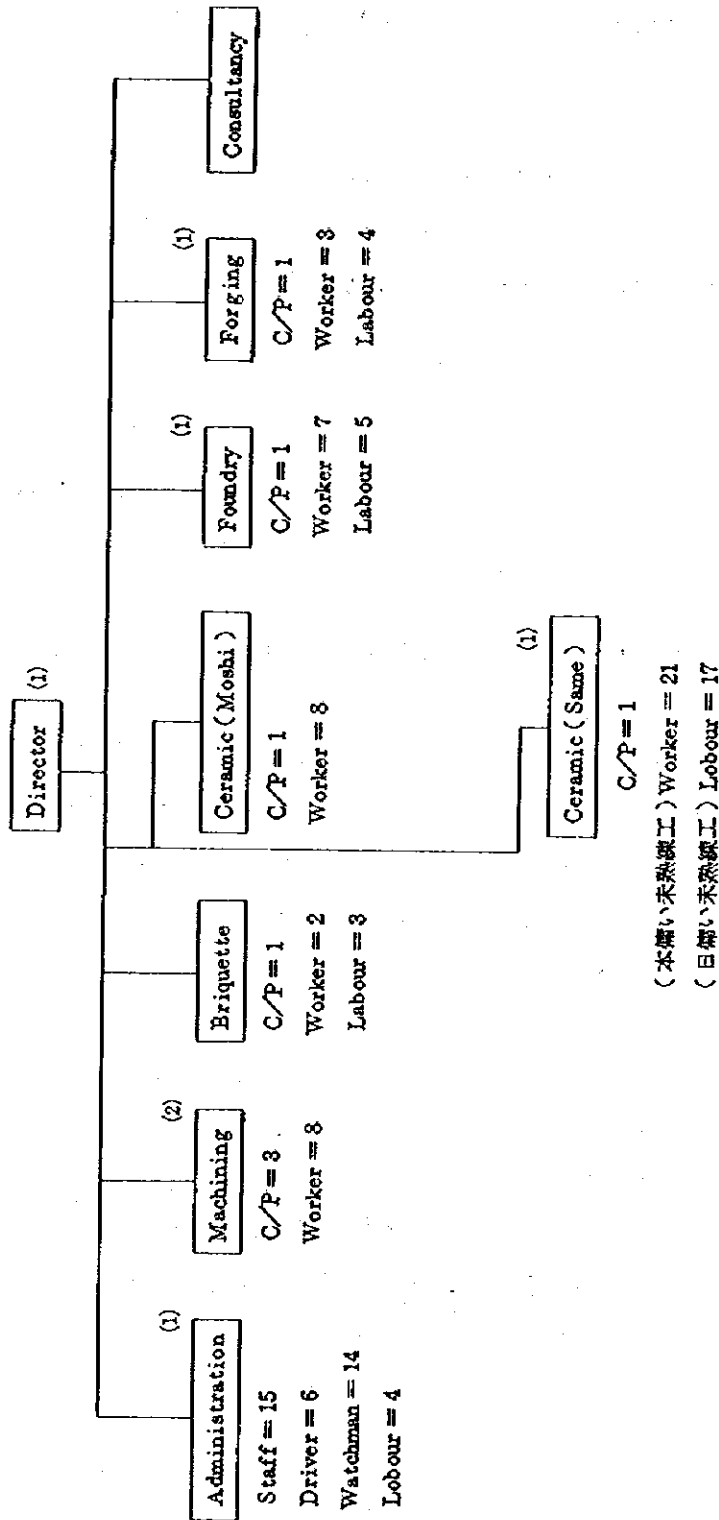 Director (1)
Administration (1)
Staff = 15
Driver = 6
Watchman = 14
Lobour = 4
Machining (2)
C/P = 3
Worker = 8
Briquette
C/P = 1
Worker = 2
Labour = 3
Ceramic (Moshi)
C/P = 1
Worker = 8
Foundry (1)
C/P = 1
Worker = 7
Labour = 5
Forging (1)
C/P = 1
Worker = 3
Labour = 4
Consultancy
Ceramic (Same) (1)
C/P = 1
(本傭い未熟練工) Worker = 21
(日傭い未熟練工) Lobour = 17